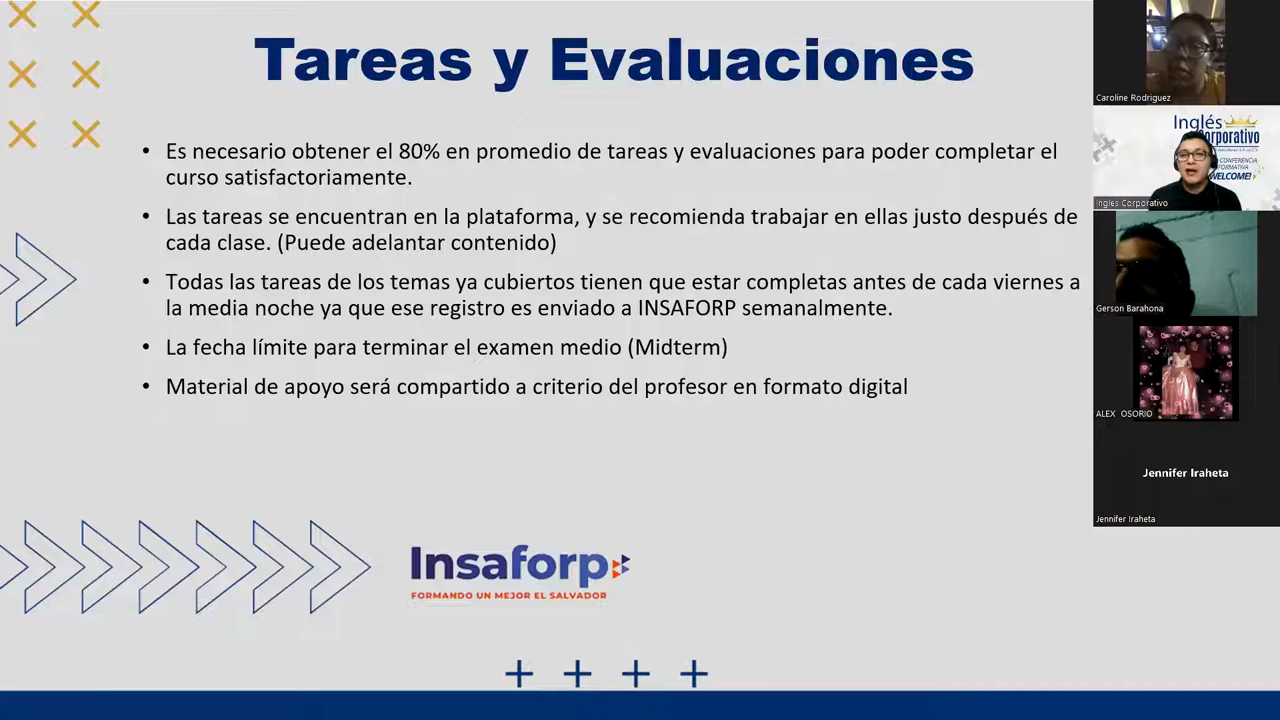 Tareas y Evaluaciones
• Es necesario obtener el 80% en promedio de tareas y evaluaciones para poder completar el
curso satisfactoriamente.
• Las tareas se encuentran en la plataforma, y se recomienda trabajar en ellas justo después de
cada clase. (Puede adelantar contenido)
• Todas las tareas de los temas ya cubiertos tienen que estar completas antes de cada viernes a
la media noche ya que ese registro es enviado a INSAFORP semanalmente.
• La fecha límite para terminar el examen medio (Midterm)
• Material de apoyo será compartido a criterio del profesor en formato digital
Insaforp
FORMANDO UN MEJOR EL SALVADOR
Caroline Rodriguez
Inglés
Corporativo
CONFERENCIA
WELCOME!
Ingles Corporativo
Gerson Barahona
ALEX OSORIO
Jennifer Iraheta
Jennifer Iraheta